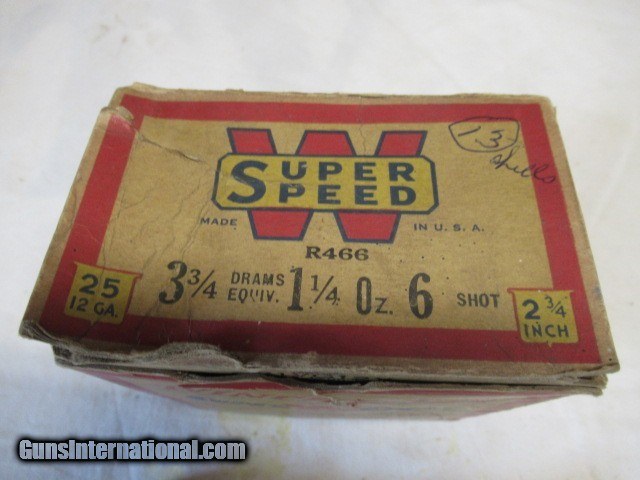 13
shells
W
SUPER
SPEED
MADE IN U.S.A.
R466
25
12 GA.
3 3/4 DRAMS EQUIV. 1 1/4 Oz. 6 SHOT
2 3/4
INCH
GunsInternational.com